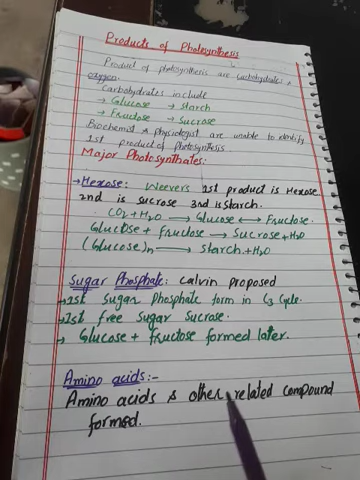 Products of Photosynthesis
Product of photosynthesis are Carbohydrates,
oxygen.
Carbohydrates include
→ Glucose → starch
→ Fructose → Sucrose
Biochemist & physiologist are unable to identify
1st product of Photosynthesis
Major Photosynthates:
→ Hexose: Weevers 1st product is Hexose
2nd is sucrose 3rd is starch.
CO2 + H2O → Glucose ↔ Fructose.
Glucose + fructose → Sucrose + H2O
(Glucose)n → starch + H2O
Sugar Phosphate: calvin proposed
→ 1st Sugar Phosphate form in C3 Cycle.
→ 1st free Sugar Sucrose.
→ Glucose + fructose formed later.
Amino acids:-
Amino acids & other related compound
formed.